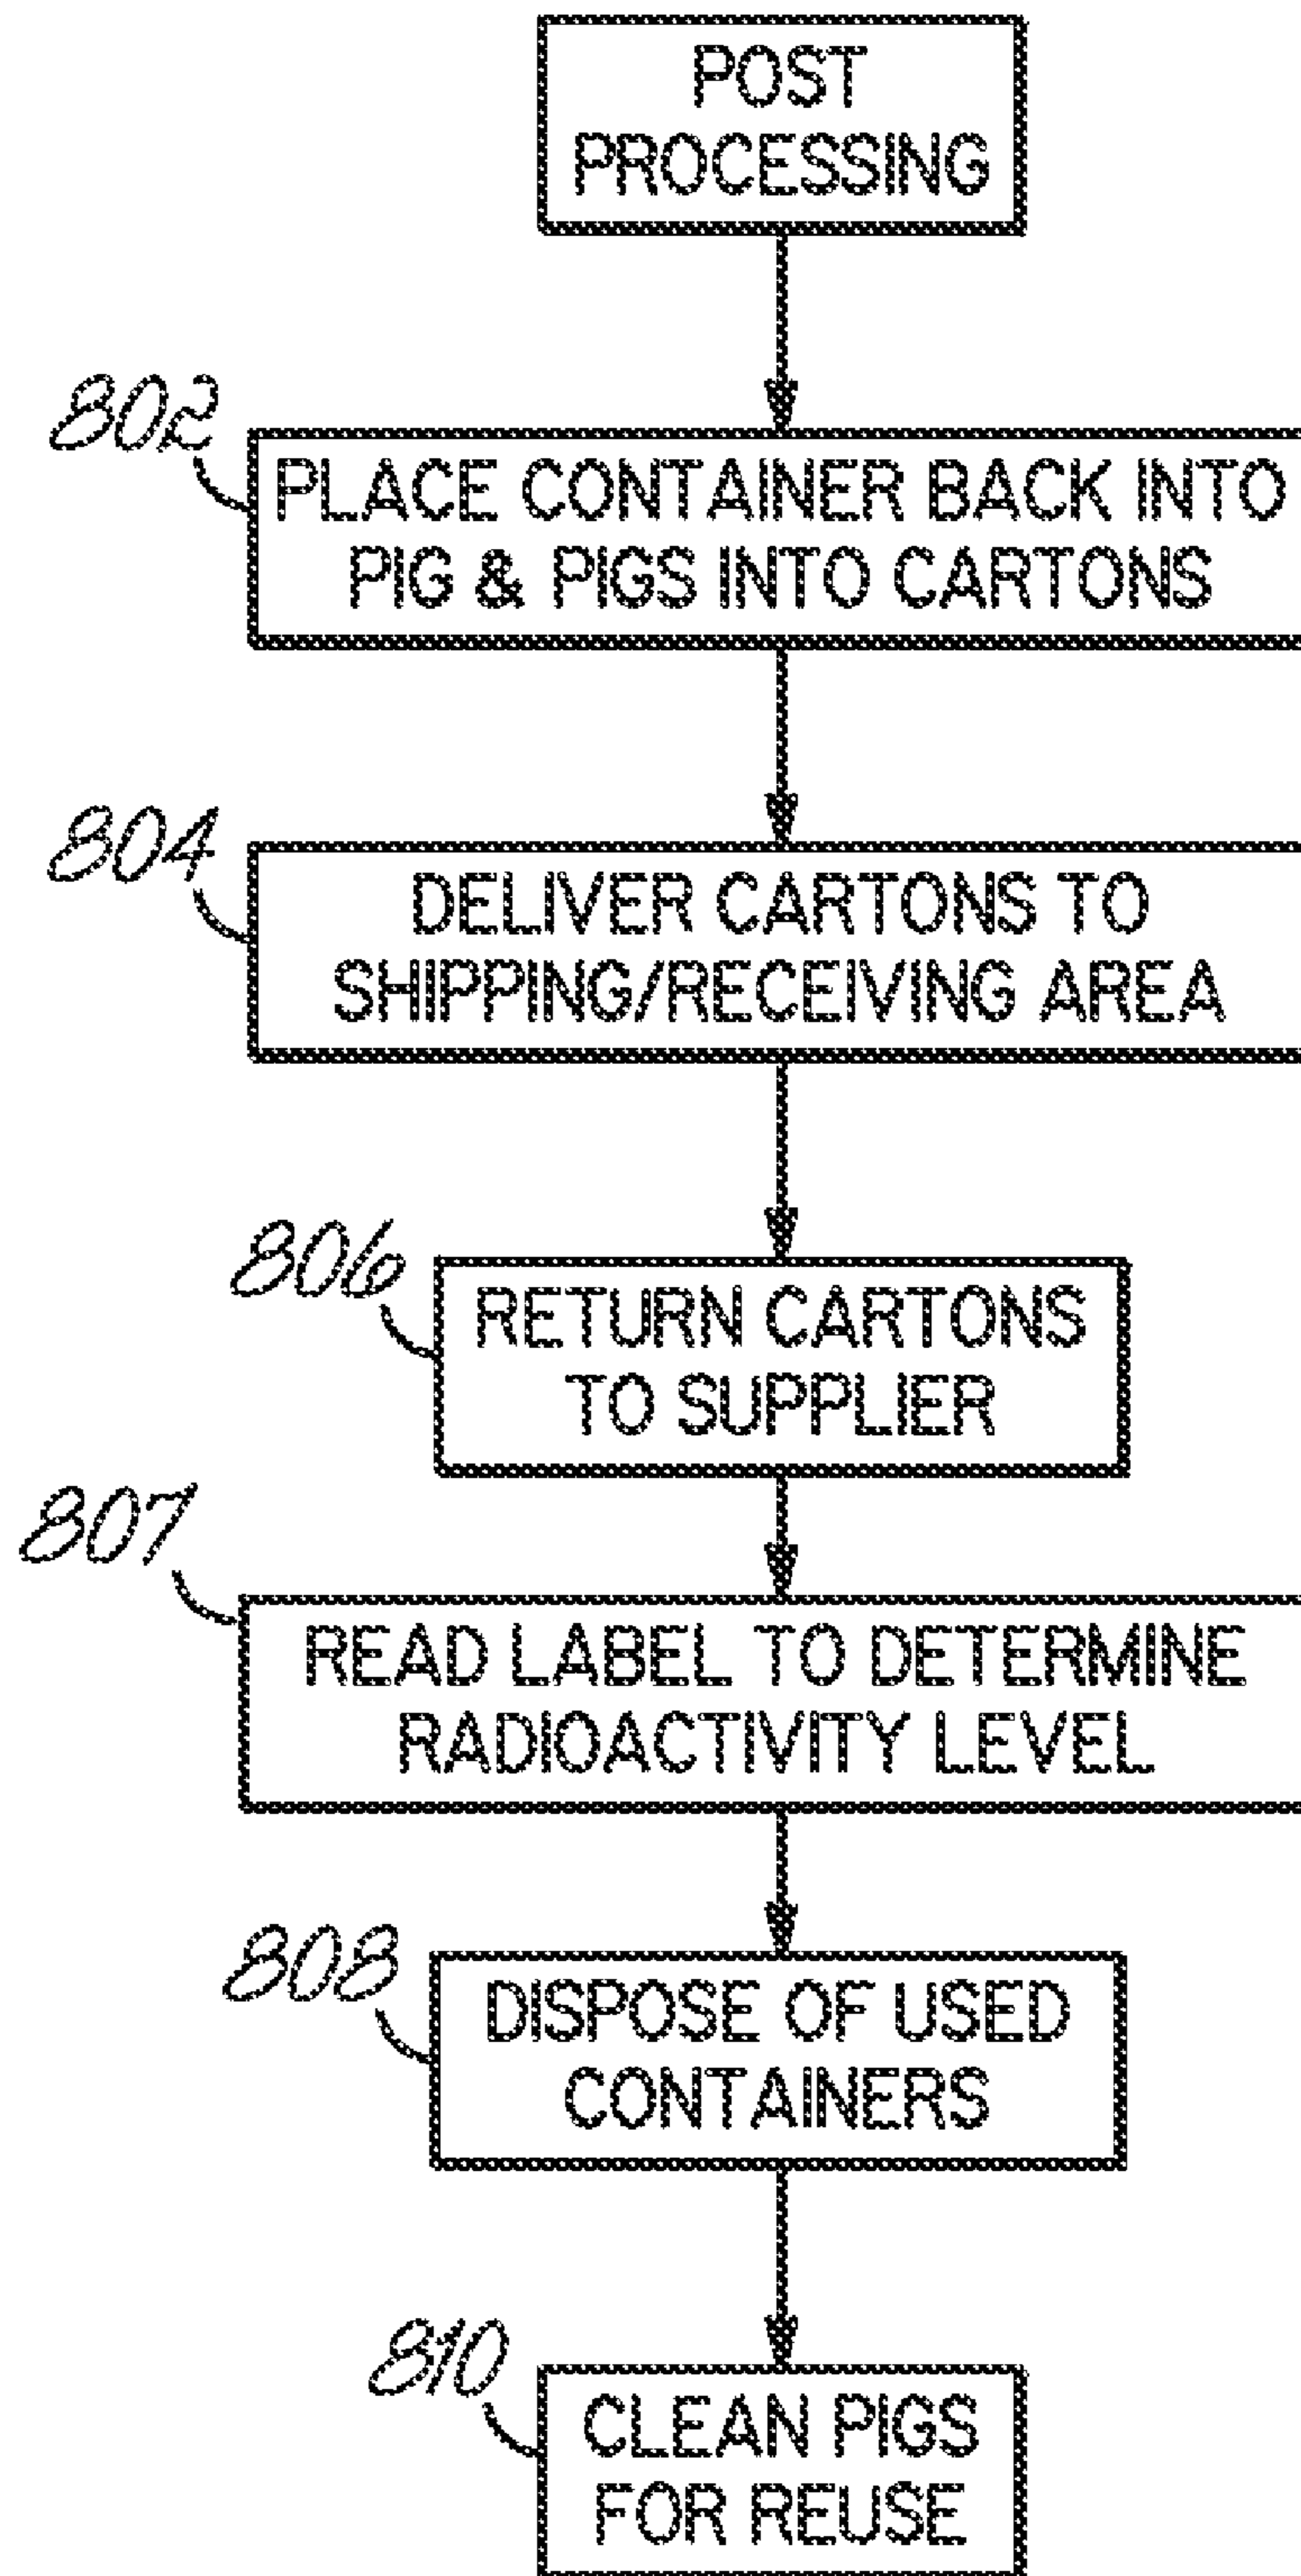 POST
PROCESSING
802
PLACE CONTAINER BACK INTO
PIG & PIGS INTO CARTONS
804
DELIVER CARTONS TO
SHIPPING/RECEIVING AREA
806
RETURN CARTONS
TO SUPPLIER
807
READ LABEL TO DETERMINE
RADIOACTIVITY LEVEL
808
DISPOSE OF USED
CONTAINERS
810
CLEAN PIGS
FOR REUSE